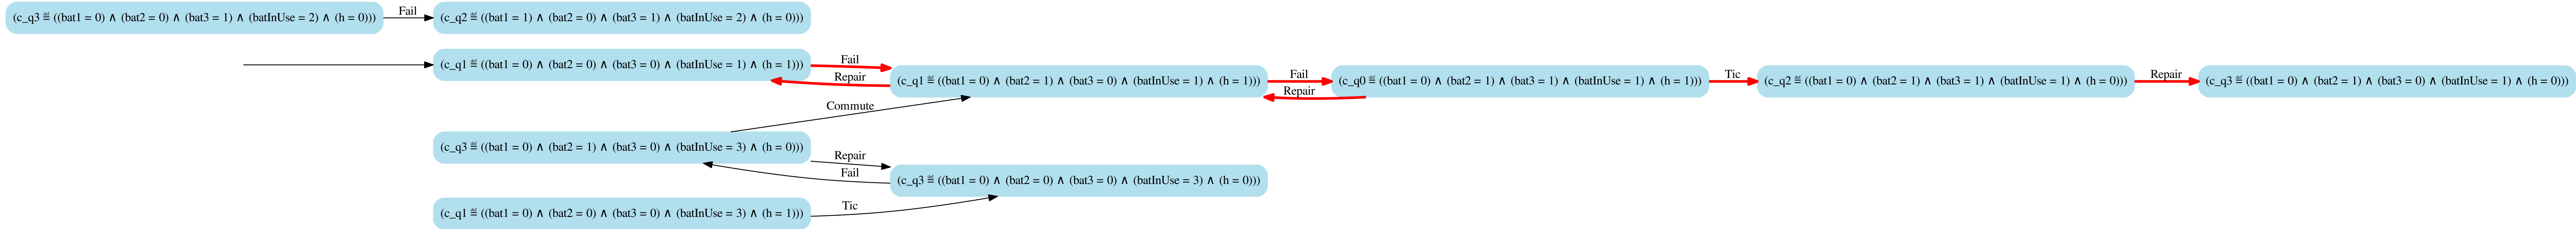 (c_q3 ≝ ((bat1 = 0) ∧ (bat2 = 0) ∧ (bat3 = 1) ∧ (batInUse = 2) ∧ (h = 0)))
Fail
(c_q2 ≝ ((bat1 = 1) ∧ (bat2 = 0) ∧ (bat3 = 1) ∧ (batInUse = 2) ∧ (h = 0)))
(c_q1 ≝ ((bat1 = 0) ∧ (bat2 = 0) ∧ (bat3 = 0) ∧ (batInUse = 1) ∧ (h = 1)))
Fail
Repair
(c_q1 ≝ ((bat1 = 0) ∧ (bat2 = 1) ∧ (bat3 = 0) ∧ (batInUse = 1) ∧ (h = 1)))
Fail
Repair
(c_q0 ≝ ((bat1 = 0) ∧ (bat2 = 1) ∧ (bat3 = 1) ∧ (batInUse = 1) ∧ (h = 1)))
Tic
(c_q2 ≝ ((bat1 = 0) ∧ (bat2 = 1) ∧ (bat3 = 1) ∧ (batInUse = 1) ∧ (h = 0)))
Repair
(c_q3 ≝ ((bat1 = 0) ∧ (bat2 = 1) ∧ (bat3 = 0) ∧ (batInUse = 1) ∧ (h = 0)))
Commute
(c_q3 ≝ ((bat1 = 0) ∧ (bat2 = 1) ∧ (bat3 = 0) ∧ (batInUse = 3) ∧ (h = 0)))
Repair
Fail
(c_q3 ≝ ((bat1 = 0) ∧ (bat2 = 0) ∧ (bat3 = 0) ∧ (batInUse = 3) ∧ (h = 0)))
(c_q1 ≝ ((bat1 = 0) ∧ (bat2 = 0) ∧ (bat3 = 0) ∧ (batInUse = 3) ∧ (h = 1)))
Tic